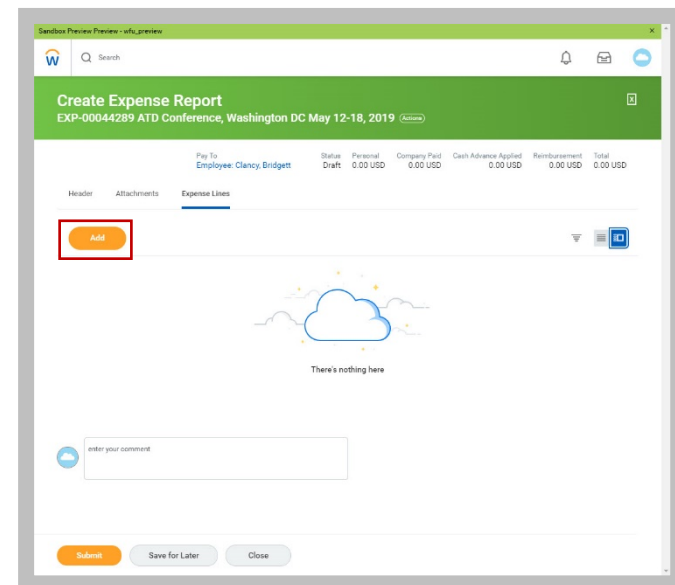 Sandbox Preview Preview - wfu_preview
Search
Create Expense Report
EXP-00044289 ATD Conference, Washington DC May 12-18, 2019 Actions
Pay To Status Personal Company Paid Cash Advance Applied Reimbursement Total
Employee: Clancy, Bridgett Draft 0.00 USD 0.00 USD 0.00 USD 0.00 USD 0.00 USD
Header Attachments Expense Lines
Add
There's nothing here
enter your comment
Submit Save for Later Close